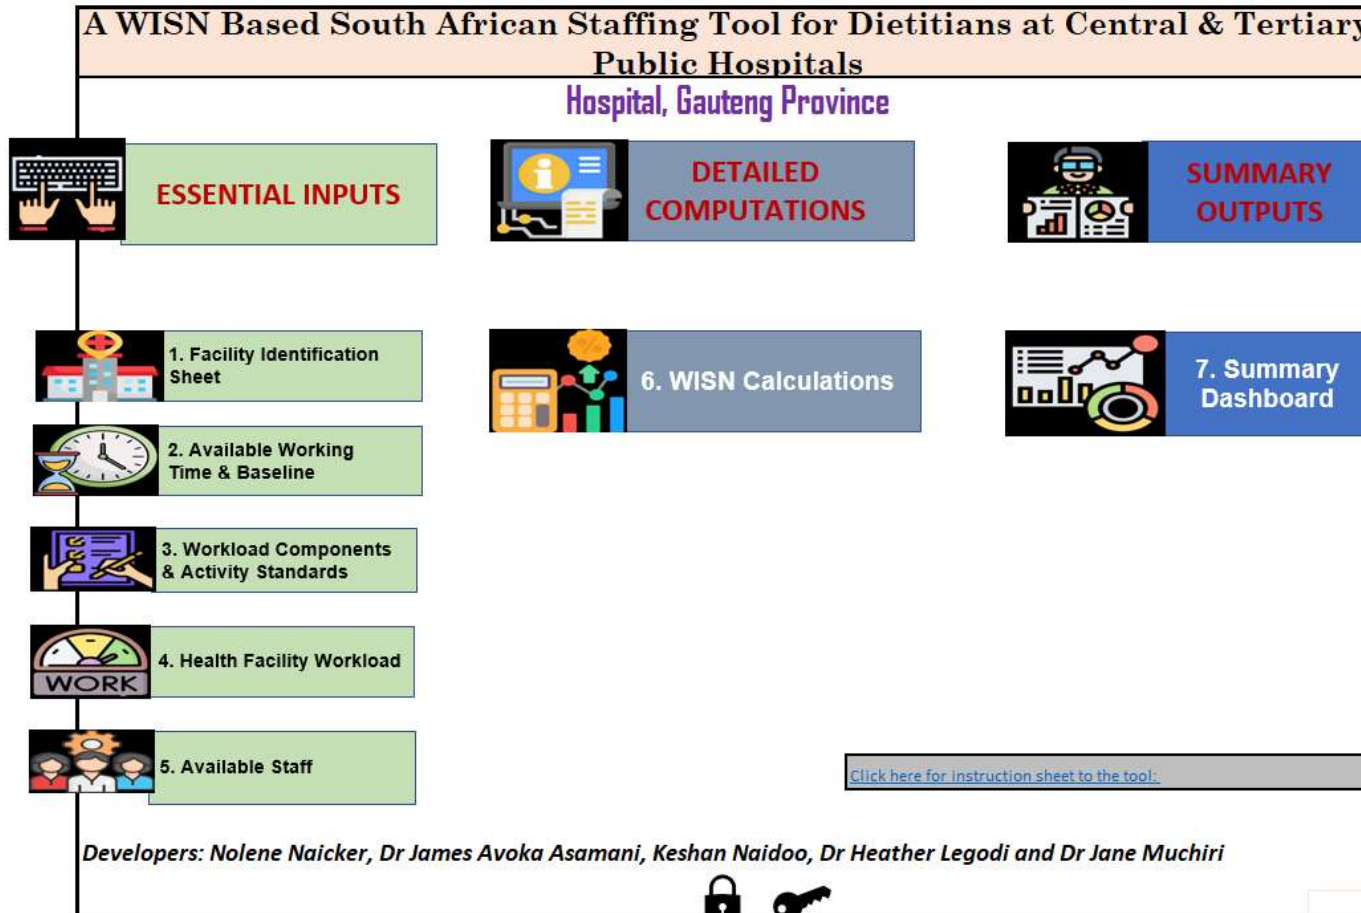 A WISN Based South African Staffing Tool for Dietitians at Central & Tertiary
Public Hospitals
Hospital, Gauteng Province
ESSENTIAL INPUTS
DETAILED
COMPUTATIONS
SUMMARY
OUTPUTS
1. Facility Identification
Sheet
6. WISN Calculations
7. Summary
Dashboard
2. Available Working
Time & Baseline
3. Workload Components
& Activity Standards
4. Health Facility Workload
WORK
5. Available Staff
Click here for instruction sheet to the tool:
Developers: Nolene Naicker, Dr James Avoka Asamani, Keshan Naidoo, Dr Heather Legodi and Dr Jane Muchiri